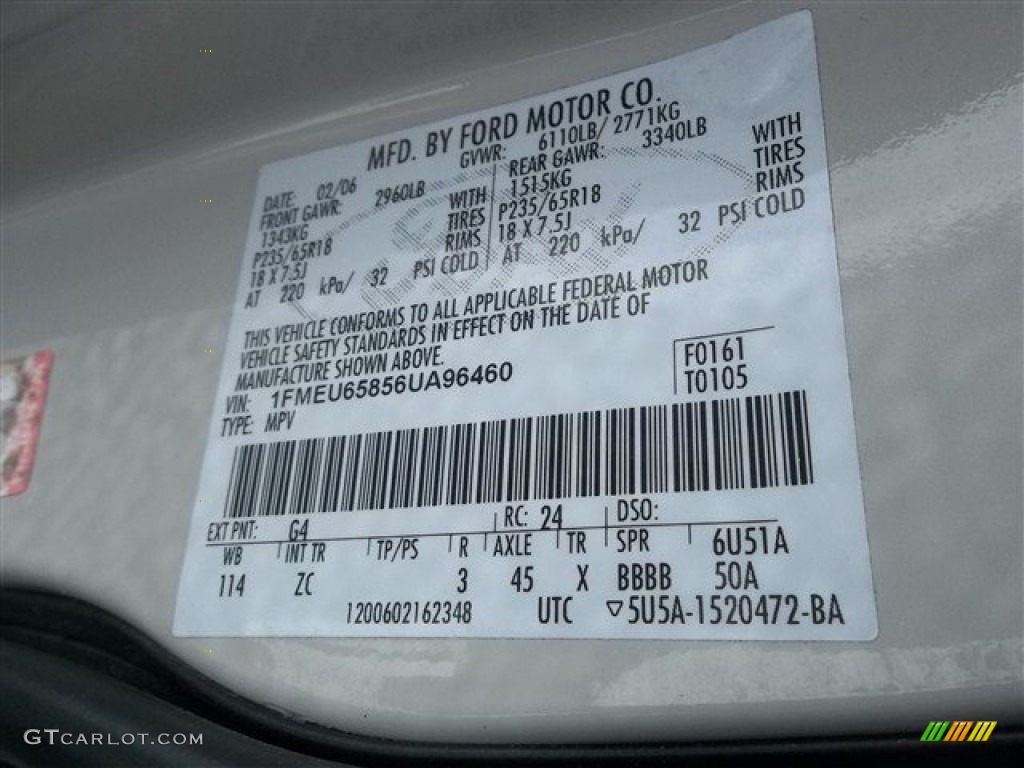 MFD. BY FORD MOTOR CO.
DATE: 02/06 GVWR: 6110LB/ 2771KG
FRONT GAWR: 2960LB REAR GAWR: 3340LB
1343KG WITH 1515KG WITH
P235/65R18 TIRES P235/65R18 TIRES
18 X 7.5J RIMS 18 X 7.5J RIMS
AT 220 kPa/ 32 PSI COLD AT 220 kPa/ 32 PSI COLD
THIS VEHICLE CONFORMS TO ALL APPLICABLE FEDERAL MOTOR
VEHICLE SAFETY STANDARDS IN EFFECT ON THE DATE OF
MANUFACTURE SHOWN ABOVE.
VIN: 1FMEU65856UA96460 F0161
TYPE: MPV T0105
EXT PNT: G4 RC: 24 DSO:
WB INT TR TP/PS R AXLE TR SPR 6U51A
114 ZC 3 45 X BBBB 50A
1200602162348 UTC ▽5U5A-1520472-BA
GTCARLOT.COM